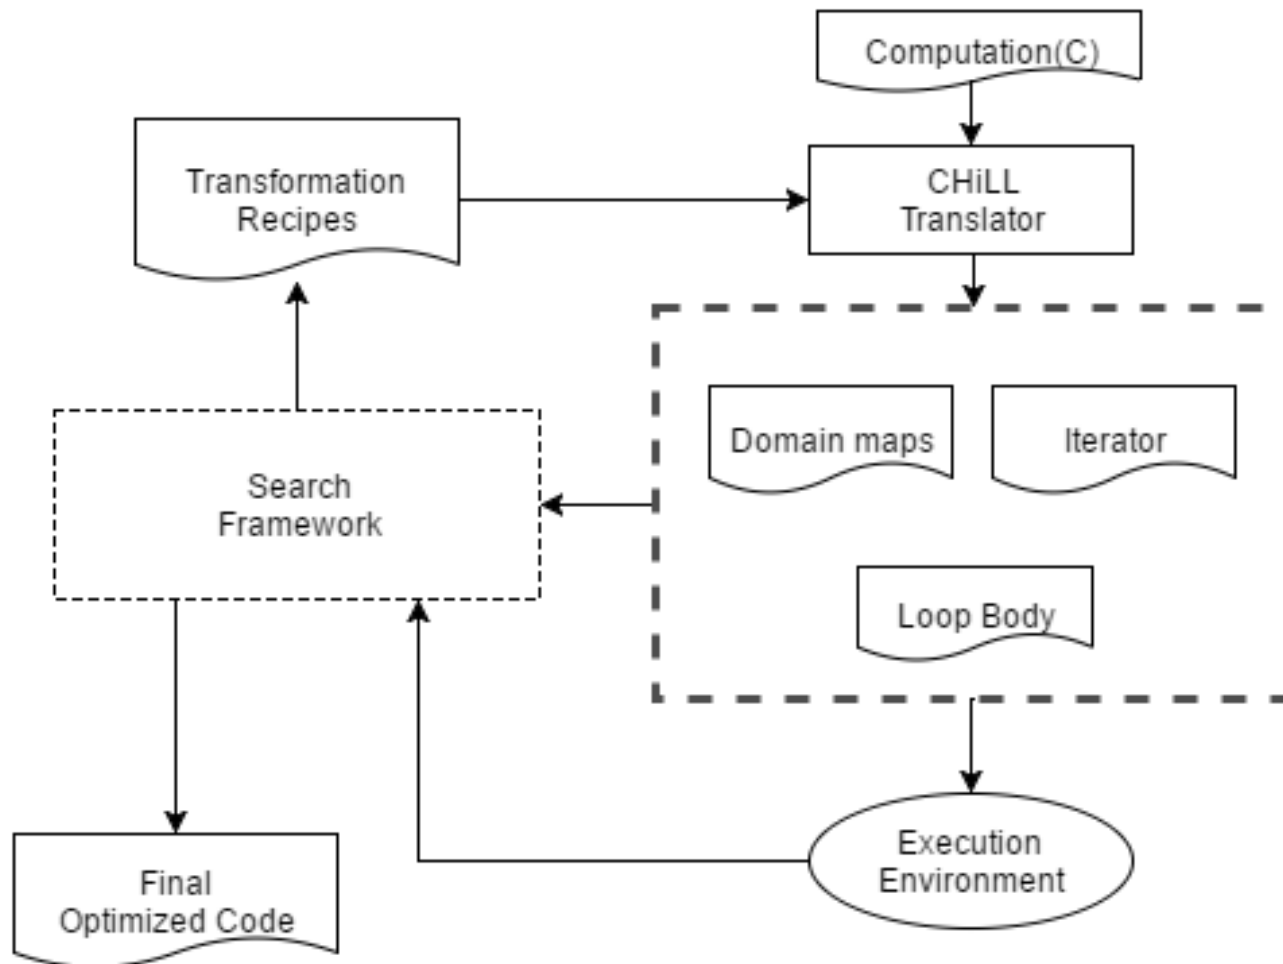 Computation(C)
Transformation
Recipes
CHiLL
Translator
Domain maps
Iterator
Search
Framework
Loop Body
Execution
Environment
Final
Optimized Code